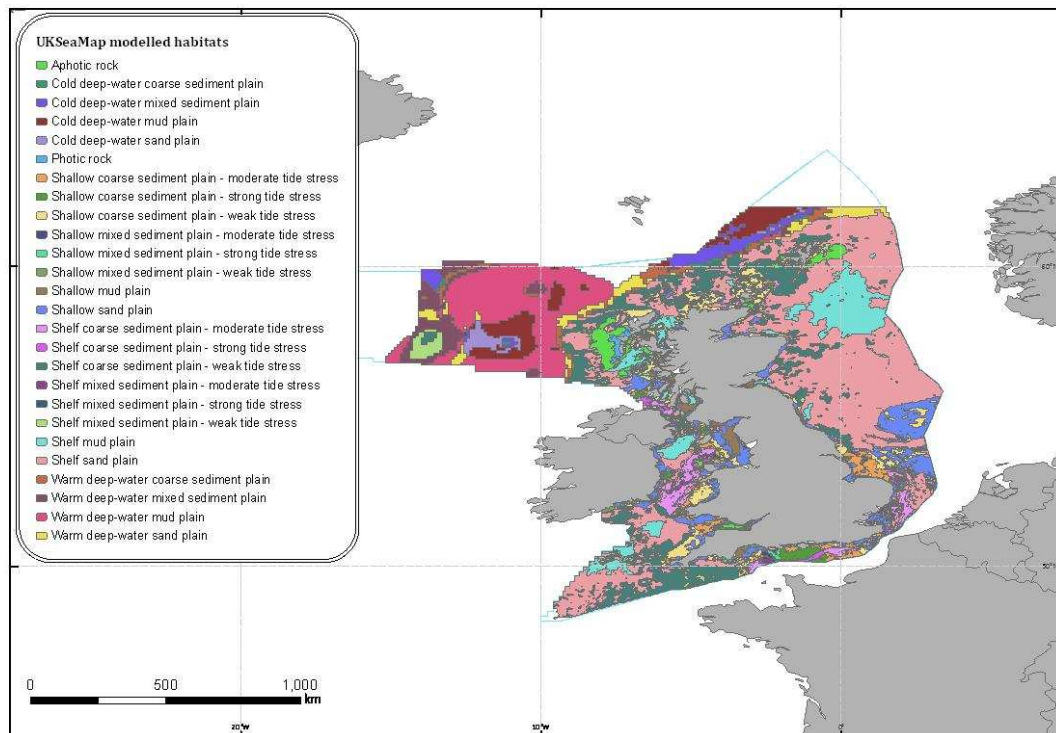 UKSeaMap modelled habitats
Aphotic rock
Cold deep-water coarse sediment plain
Cold deep-water mixed sediment plain
Cold deep-water mud plain
Cold deep-water sand plain
Photic rock
Shallow coarse sediment plain - moderate tide stress
Shallow coarse sediment plain - strong tide stress
Shallow coarse sediment plain - weak tide stress
Shallow mixed sediment plain - moderate tide stress
Shallow mixed sediment plain - strong tide stress
Shallow mixed sediment plain - weak tide stress
Shallow mud plain
Shallow sand plain
Shelf coarse sediment plain - moderate tide stress
Shelf coarse sediment plain - strong tide stress
Shelf coarse sediment plain - weak tide stress
Shelf mixed sediment plain - moderate tide stress
Shelf mixed sediment plain - strong tide stress
Shelf mixed sediment plain - weak tide stress
Shelf mud plain
Shelf sand plain
Warm deep-water coarse sediment plain
Warm deep-water mixed sediment plain
Warm deep-water mud plain
Warm deep-water sand plain
60°N
50°N
0 500 1,000
km
20°W 10°W 0°